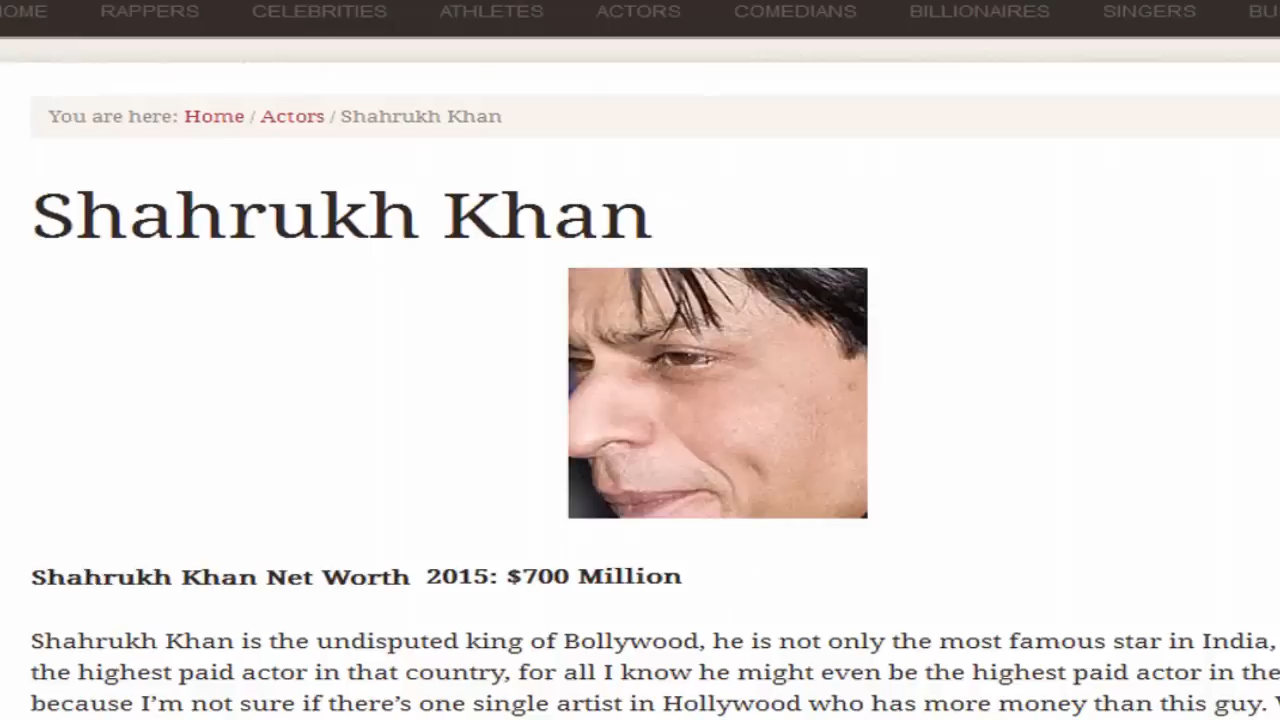 HOME RAPPERS CELEBRITIES ATHLETES ACTORS COMEDIANS BILLIONAIRES SINGERS
You are here: Home / Actors / Shahrukh Khan
Shahrukh Khan
Shahrukh Khan Net Worth 2015: $700 Million
Shahrukh Khan is the undisputed king of Bollywood, he is not only the most famous star in India,
the highest paid actor in that country, for all I know he might even be the highest paid actor in the
because I'm not sure if there's one single artist in Hollywood who has more money than this guy.